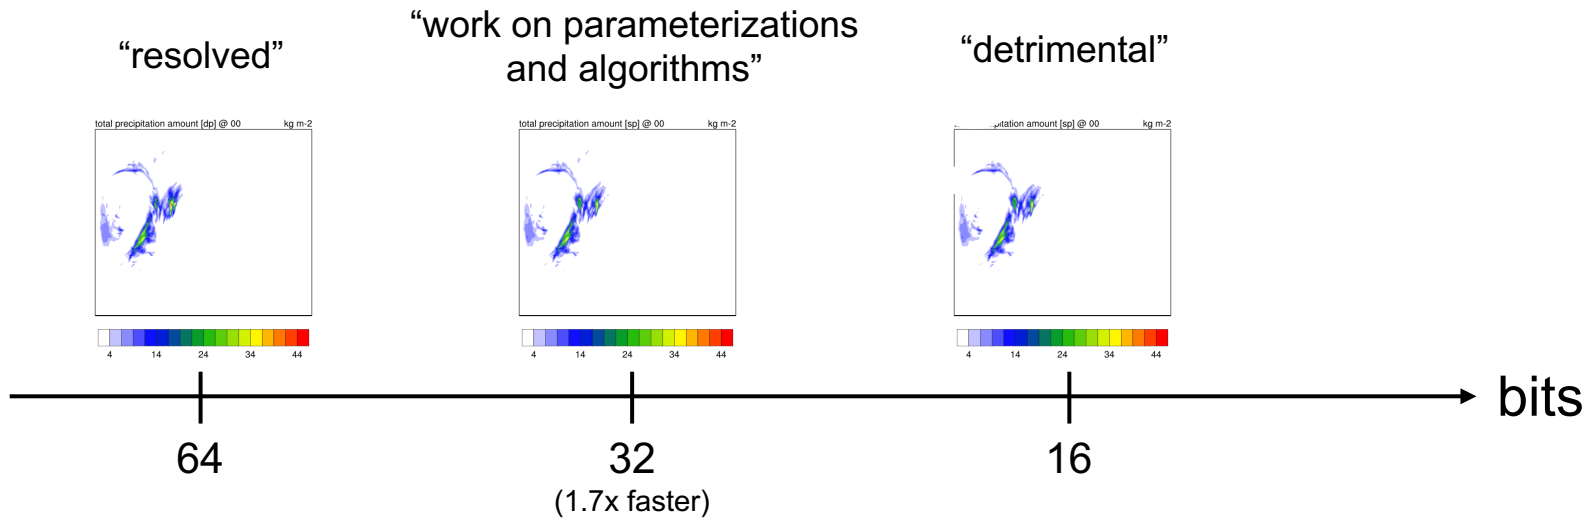 “resolved”
“work on parameterizations
and algorithms”
“detrimental”
total precipitation amount [dp] @ 00 kg m-2
total precipitation amount [sp] @ 00 kg m-2
amount [sp] @ 00 kg m-2
4 14 24 34 44
4 14 24 34 44
4 14 24 34 44
bits
64
32
16
(1.7x faster)